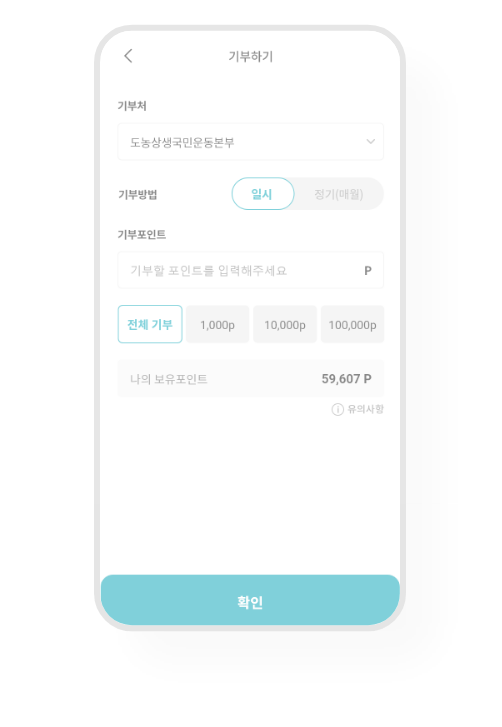 기부하기
기부처
도농상생국민운동본부
기부방법 일시 정기(매월)
기부포인트
기부할 포인트를 입력해주세요 P
전체 기부 1,000p 10,000p 100,000p
나의 보유포인트 59,607 P
유의사항
확인